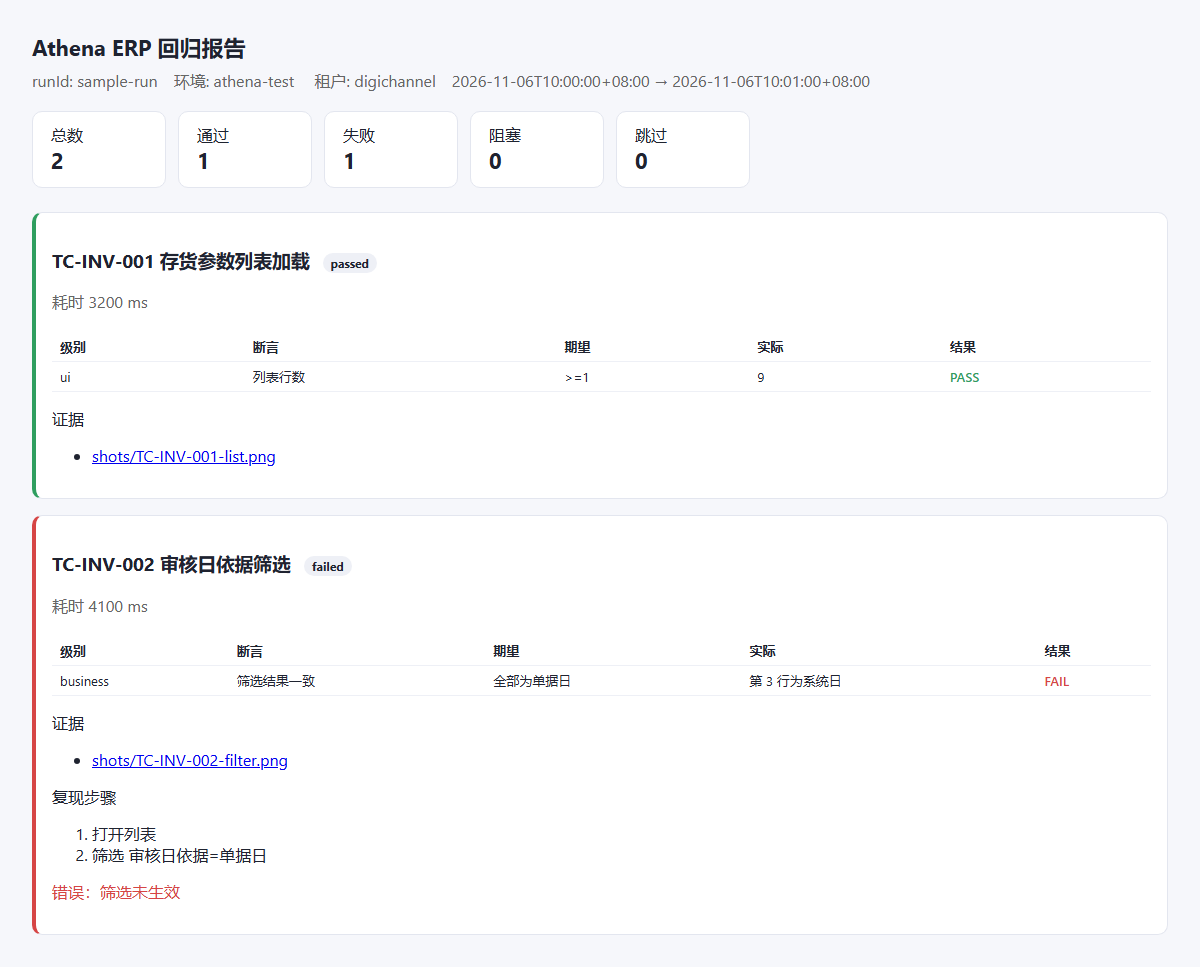 Athena ERP 回归报告
runId: sample-run 环境: athena-test 租户: digichannel 2026-11-06T10:00:00+08:00 → 2026-11-06T10:01:00+08:00
总数 通过 失败 阻塞 跳过
2 1 1 0 0
TC-INV-001 存货参数列表加载 passed
耗时 3200 ms
级别 断言 期望 实际 结果
ui 列表行数 >=1 9 PASS
证据
• shots/TC-INV-001-list.png
TC-INV-002 审核日依据筛选 failed
耗时 4100 ms
级别 断言 期望 实际 结果
business 筛选结果一致 全部为单据日 第 3 行为系统日 FAIL
证据
• shots/TC-INV-002-filter.png
复现步骤
1. 打开列表
2. 筛选 审核日依据=单据日
错误：筛选未生效